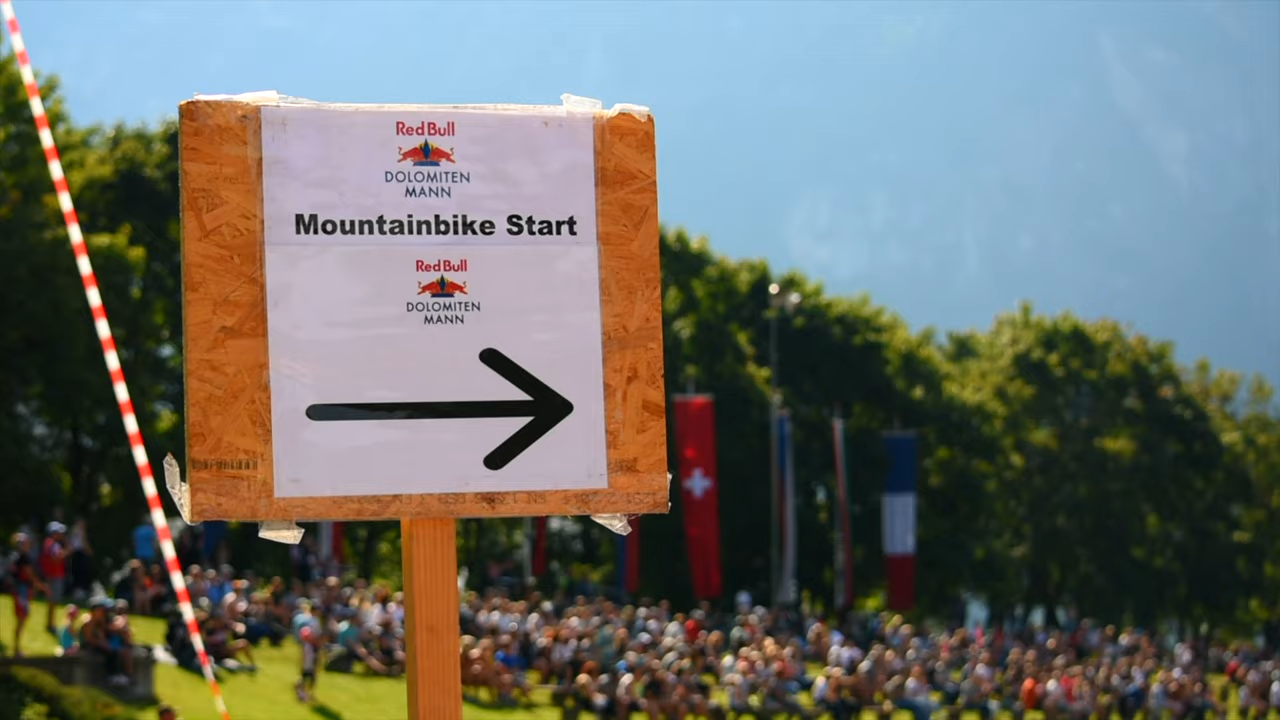 Red Bull
DOLOMITEN
MANN
Mountainbike Start
Red Bull
DOLOMITEN
MANN